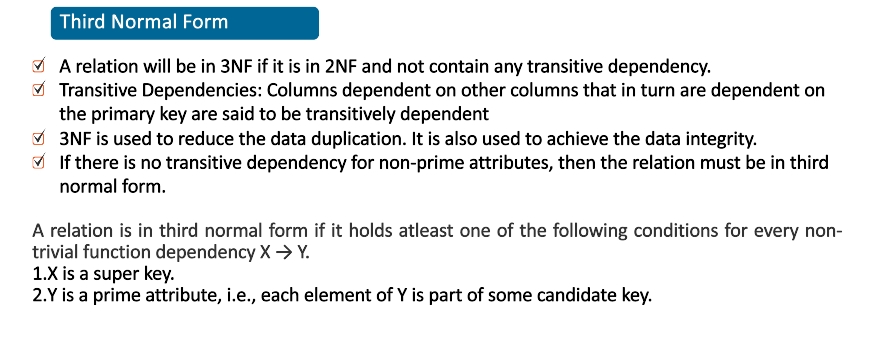 Third Normal Form
A relation will be in 3NF if it is in 2NF and not contain any transitive dependency.
Transitive Dependencies: Columns dependent on other columns that in turn are dependent on
the primary key are said to be transitively dependent
3NF is used to reduce the data duplication. It is also used to achieve the data integrity.
If there is no transitive dependency for non-prime attributes, then the relation must be in third
normal form.
A relation is in third normal form if it holds atleast one of the following conditions for every non-
trivial function dependency X → Y.
1.X is a super key.
2.Y is a prime attribute, i.e., each element of Y is part of some candidate key.